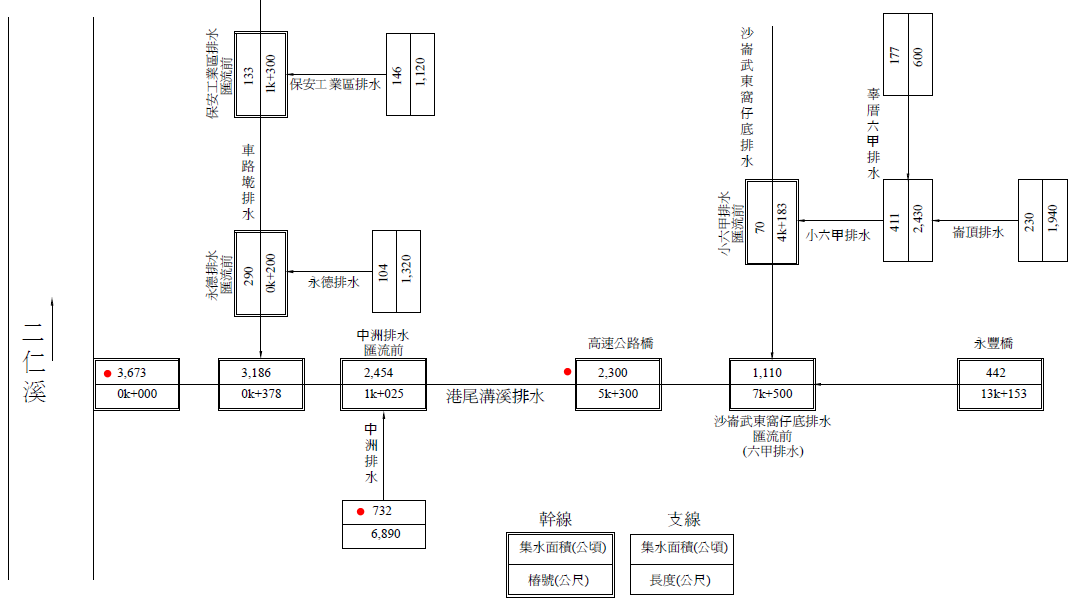 二仁溪
保安工業區排水
匯流前
133
1k+300
保安工業區排水
146
1,120
車路墘排水
永德排水
匯流前
290
0k+200
永德排水
104
1,320
沙崙武東窩仔底排水
177
600
辜厝六甲排水
小六甲排水
匯流前
70
4k+183
小六甲排水
411
2,430
崙頂排水
230
1,940
3,673
0k+000
3,186
0k+378
中洲排水
匯流前
2,454
1k+025
港尾溝溪排水
高速公路橋
2,300
5k+300
1,110
7k+500
沙崙武東窩仔底排水
匯流前
(六甲排水)
永豐橋
442
13k+153
中洲排水
732
6,890
幹線
集水面積(公頃)
樁號(公尺)
支線
集水面積(公頃)
長度(公尺)